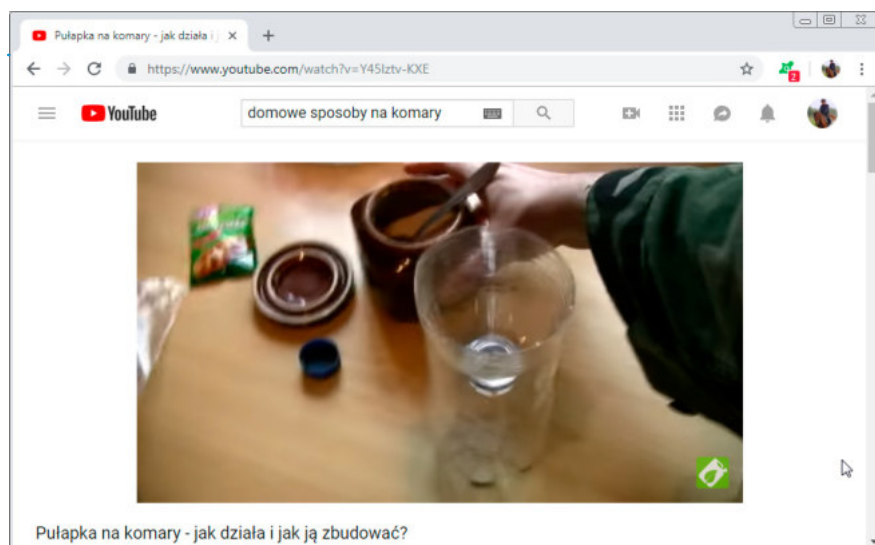 Pułapka na komary - jak działa i j
https://www.youtube.com/watch?v=Y45lztv-KXE
2
YouTube
domowe sposoby na komary
Pułapka na komary - jak działa i jak ją zbudować?